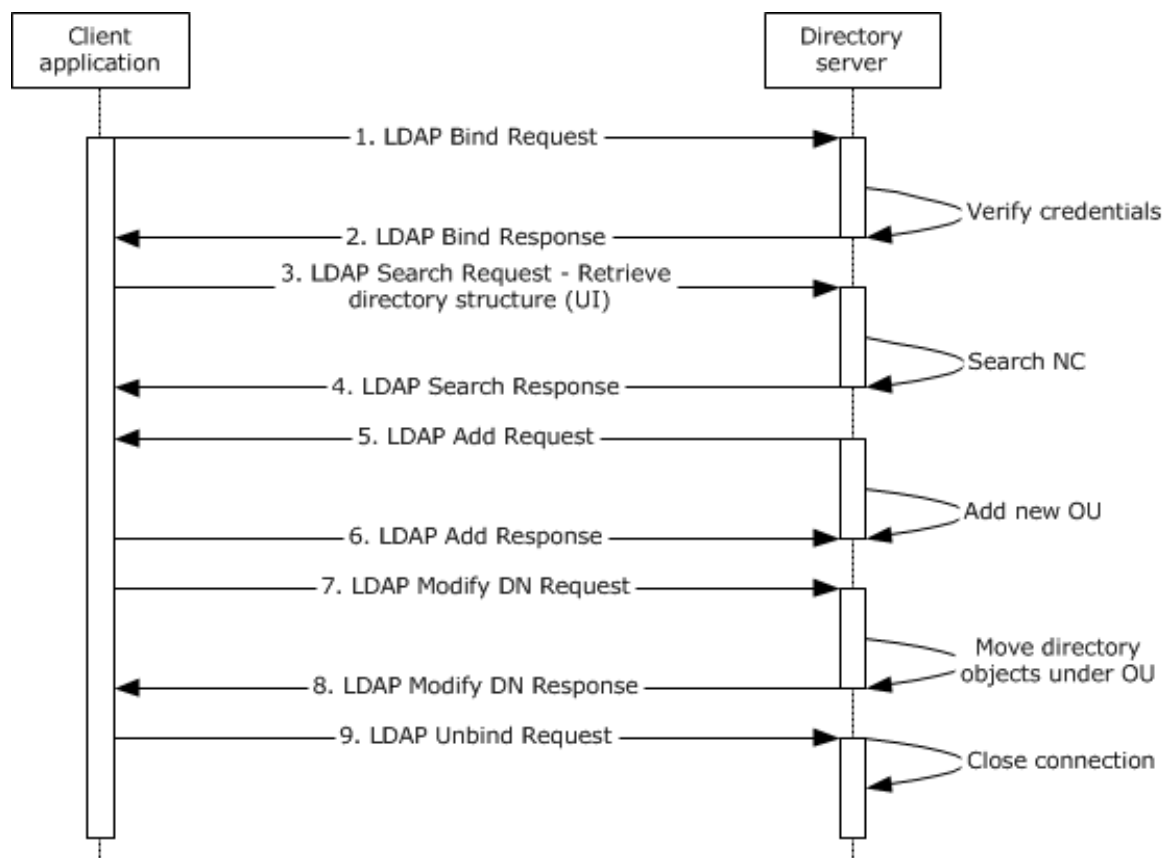 Client
application
Directory
server
1. LDAP Bind Request
Verify credentials
2. LDAP Bind Response
3. LDAP Search Request - Retrieve
directory structure (UI)
Search NC
4. LDAP Search Response
5. LDAP Add Request
Add new OU
6. LDAP Add Response
7. LDAP Modify DN Request
Move directory
objects under OU
8. LDAP Modify DN Response
9. LDAP Unbind Request
Close connection